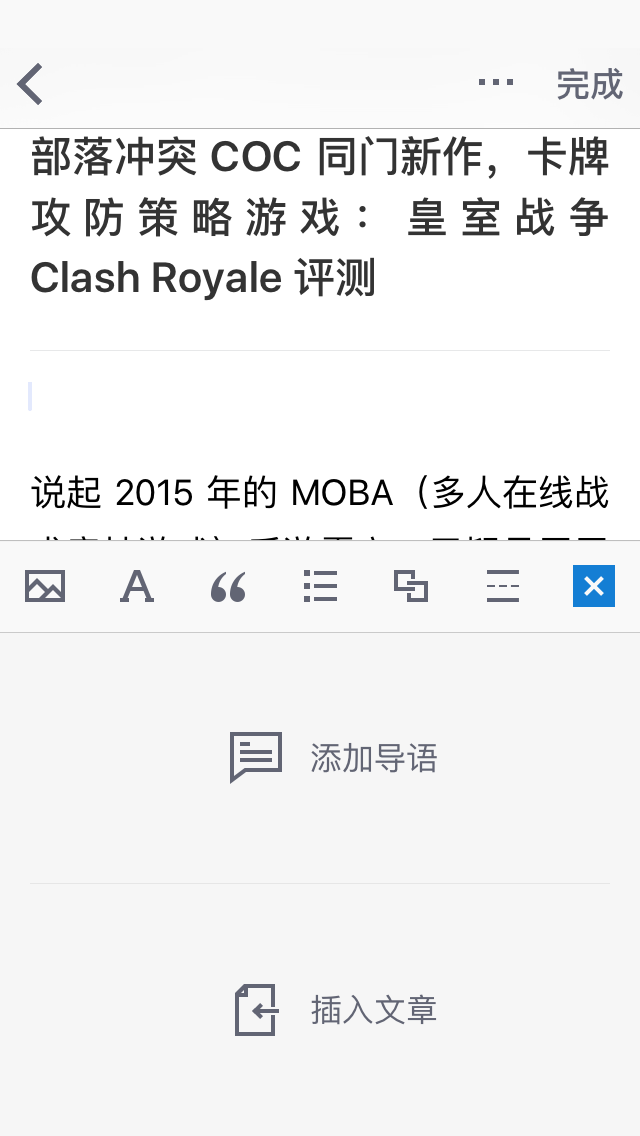 完成
部落冲突 COC 同门新作，卡牌
攻防策略游戏：皇室战争
Clash Royale 评测
说起 2015 年的 MOBA（多人在线战
添加导语
插入文章